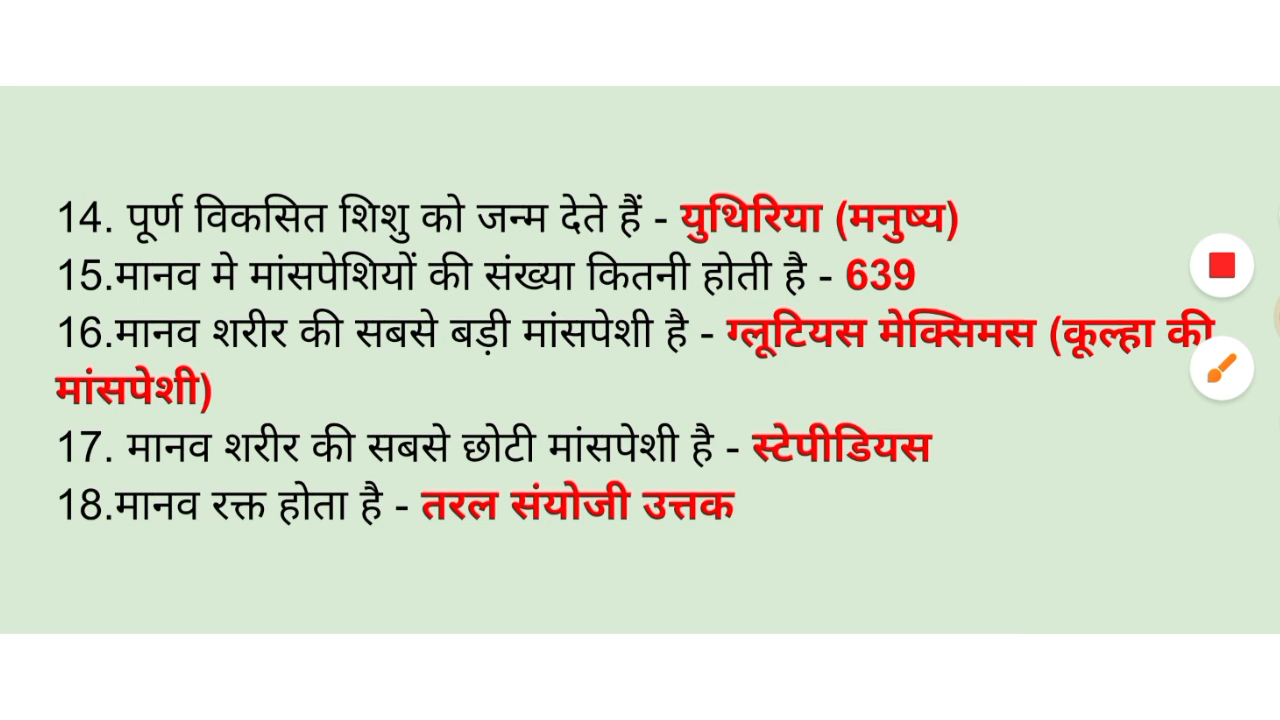 14. पूर्ण विकसित शिशु को जन्म देते हैं - युथिरिया (मनुष्य)
15.मानव मे मांसपेशियों की संख्या कितनी होती है - 639
16.मानव शरीर की सबसे बड़ी मांसपेशी है - ग्लूटियस मेक्सिमस (कूल्हा की
मांसपेशी)
17. मानव शरीर की सबसे छोटी मांसपेशी है - स्टेपीडियस
18.मानव रक्त होता है - तरल संयोजी उत्तक